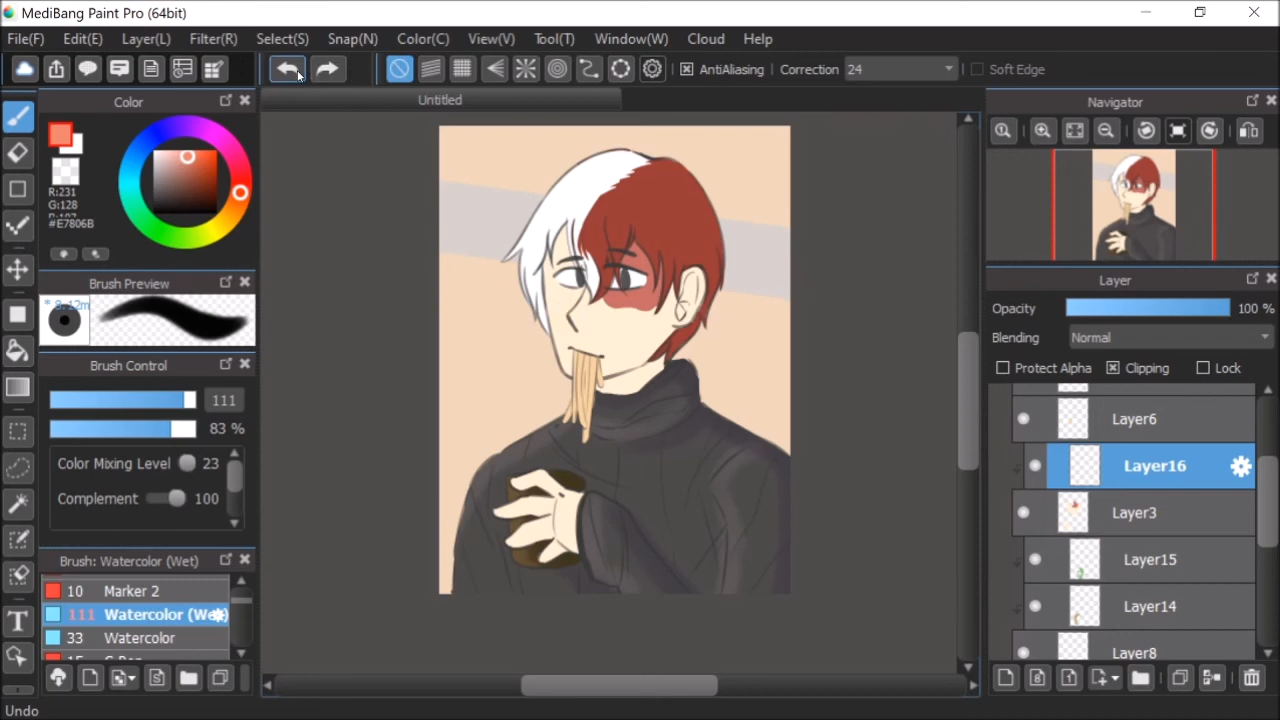 MediBang Paint Pro (64bit)
File(F) Edit(E) Layer(L) Filter(R) Select(S) Snap(N) Color(C) View(V) Tool(T) Window(W) Cloud Help
AntiAliasing Correction 24 Soft Edge
Color
Untitled
Navigator
R:231
G:128
#E7806B
Brush Preview
Layer
Opacity 100 %
Blending Normal
Brush Control
Protect Alpha Clipping Lock
111
83 %
Layer6
Color Mixing Level 23
Layer16
Complement 100
Layer3
Brush: Watercolor (Wet)
Layer15
10 Marker 2
111 Watercolor (Wet)
Layer14
33 Watercolor
Layer8
T
Undo